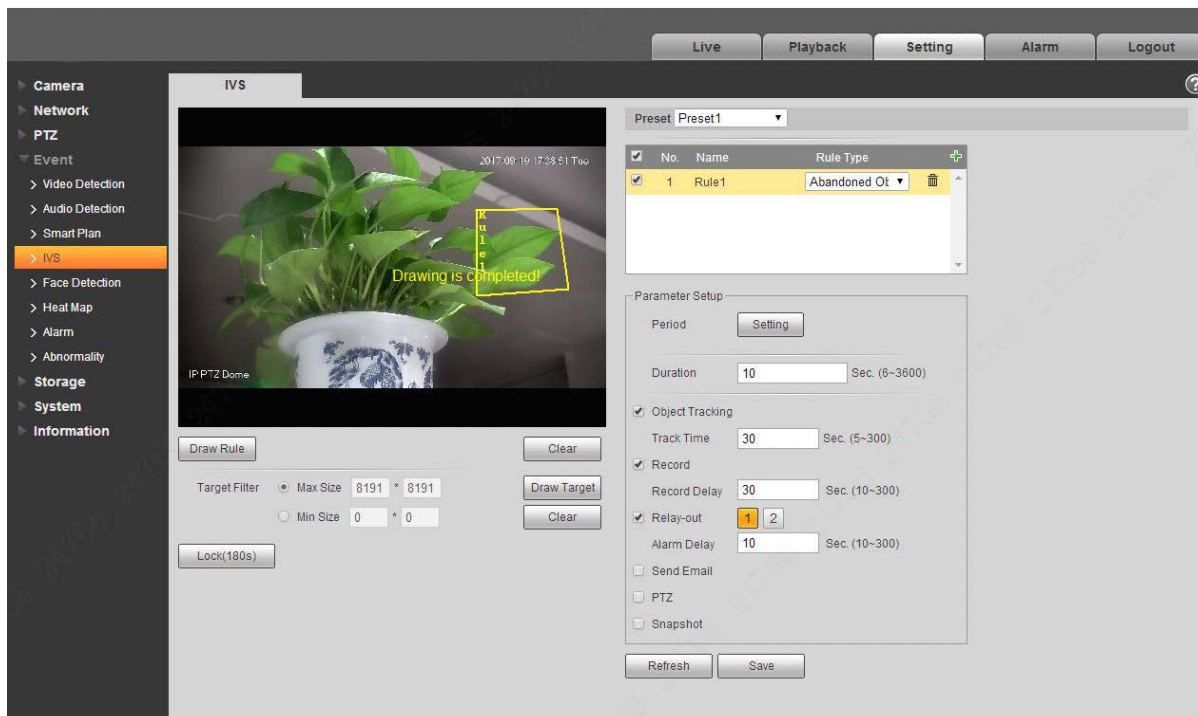 Live Playback Setting Alarm Logout
Camera
Network
PTZ
Event
Video Detection
Audio Detection
Smart Plan
IVS
Face Detection
Heat Map
Alarm
Abnormality
Storage
System
Information
IVS
2017-09-19 17:38:51 Tue
Rule1
Drawing is completed!
IP PTZ Dome
Draw Rule Clear
Target Filter Max Size 8191 * 8191 Draw Target
Min Size 0 * 0 Clear
Lock(180s)
Preset Preset1
No. Name Rule Type
1 Rule1 Abandoned Ob
Parameter Setup
Period Setting
Duration 10 Sec. (6~3600)
Object Tracking
Track Time 30 Sec. (5~300)
Record
Record Delay 30 Sec. (10~300)
Relay-out 1 2
Alarm Delay 10 Sec. (10~300)
Send Email
PTZ
Snapshot
Refresh Save